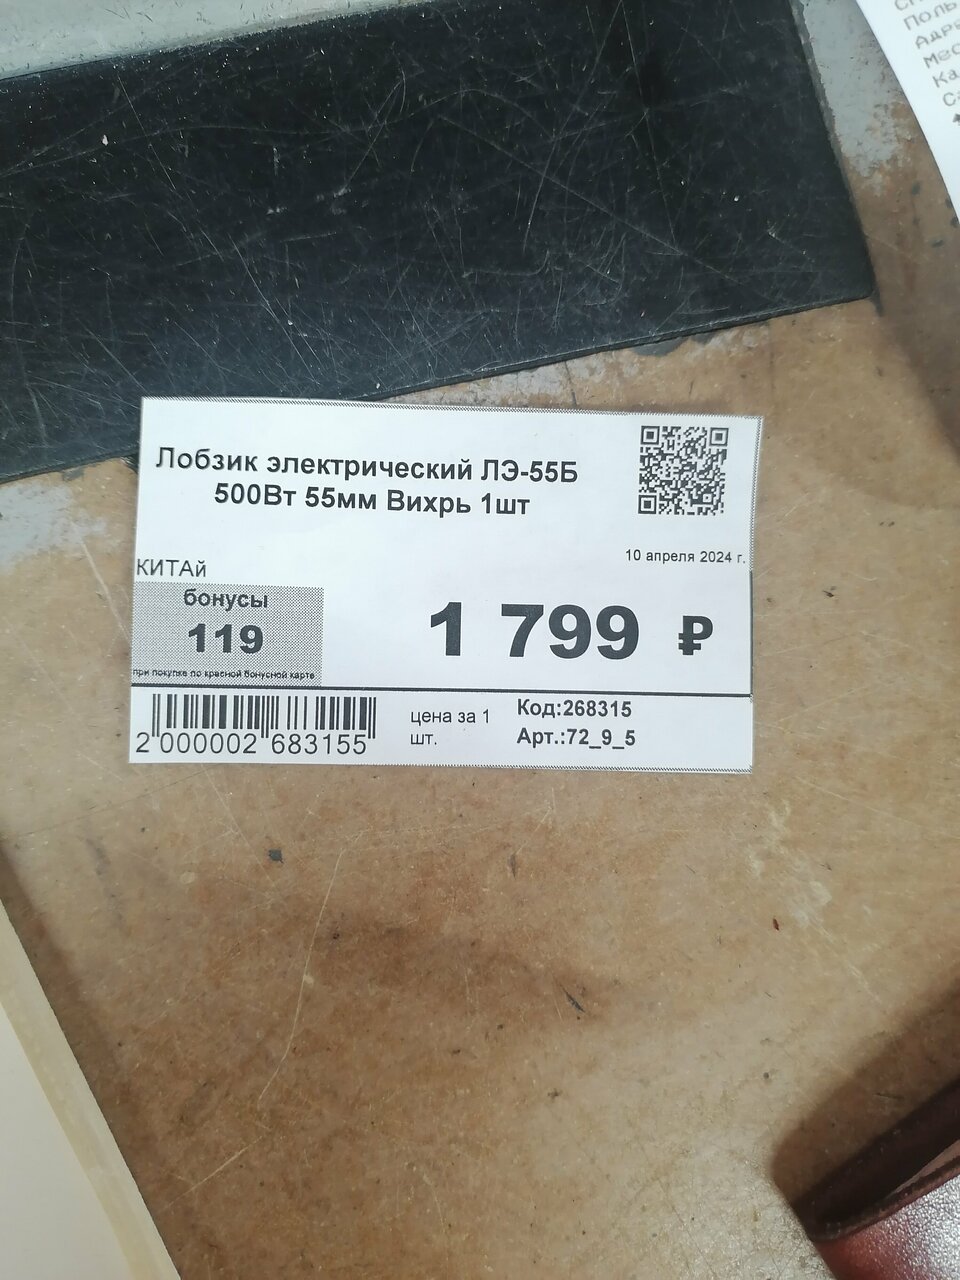 Лобзик электрический ЛЭ-55Б
500Вт 55мм Вихрь 1шт
10 апреля 2024 г.
КИТАй
бонусы
119
при покупке по красной бонусной карте
1 799 ₽
2 000002 683155
цена за 1
шт.
Код:268315
Арт.:72_9_5